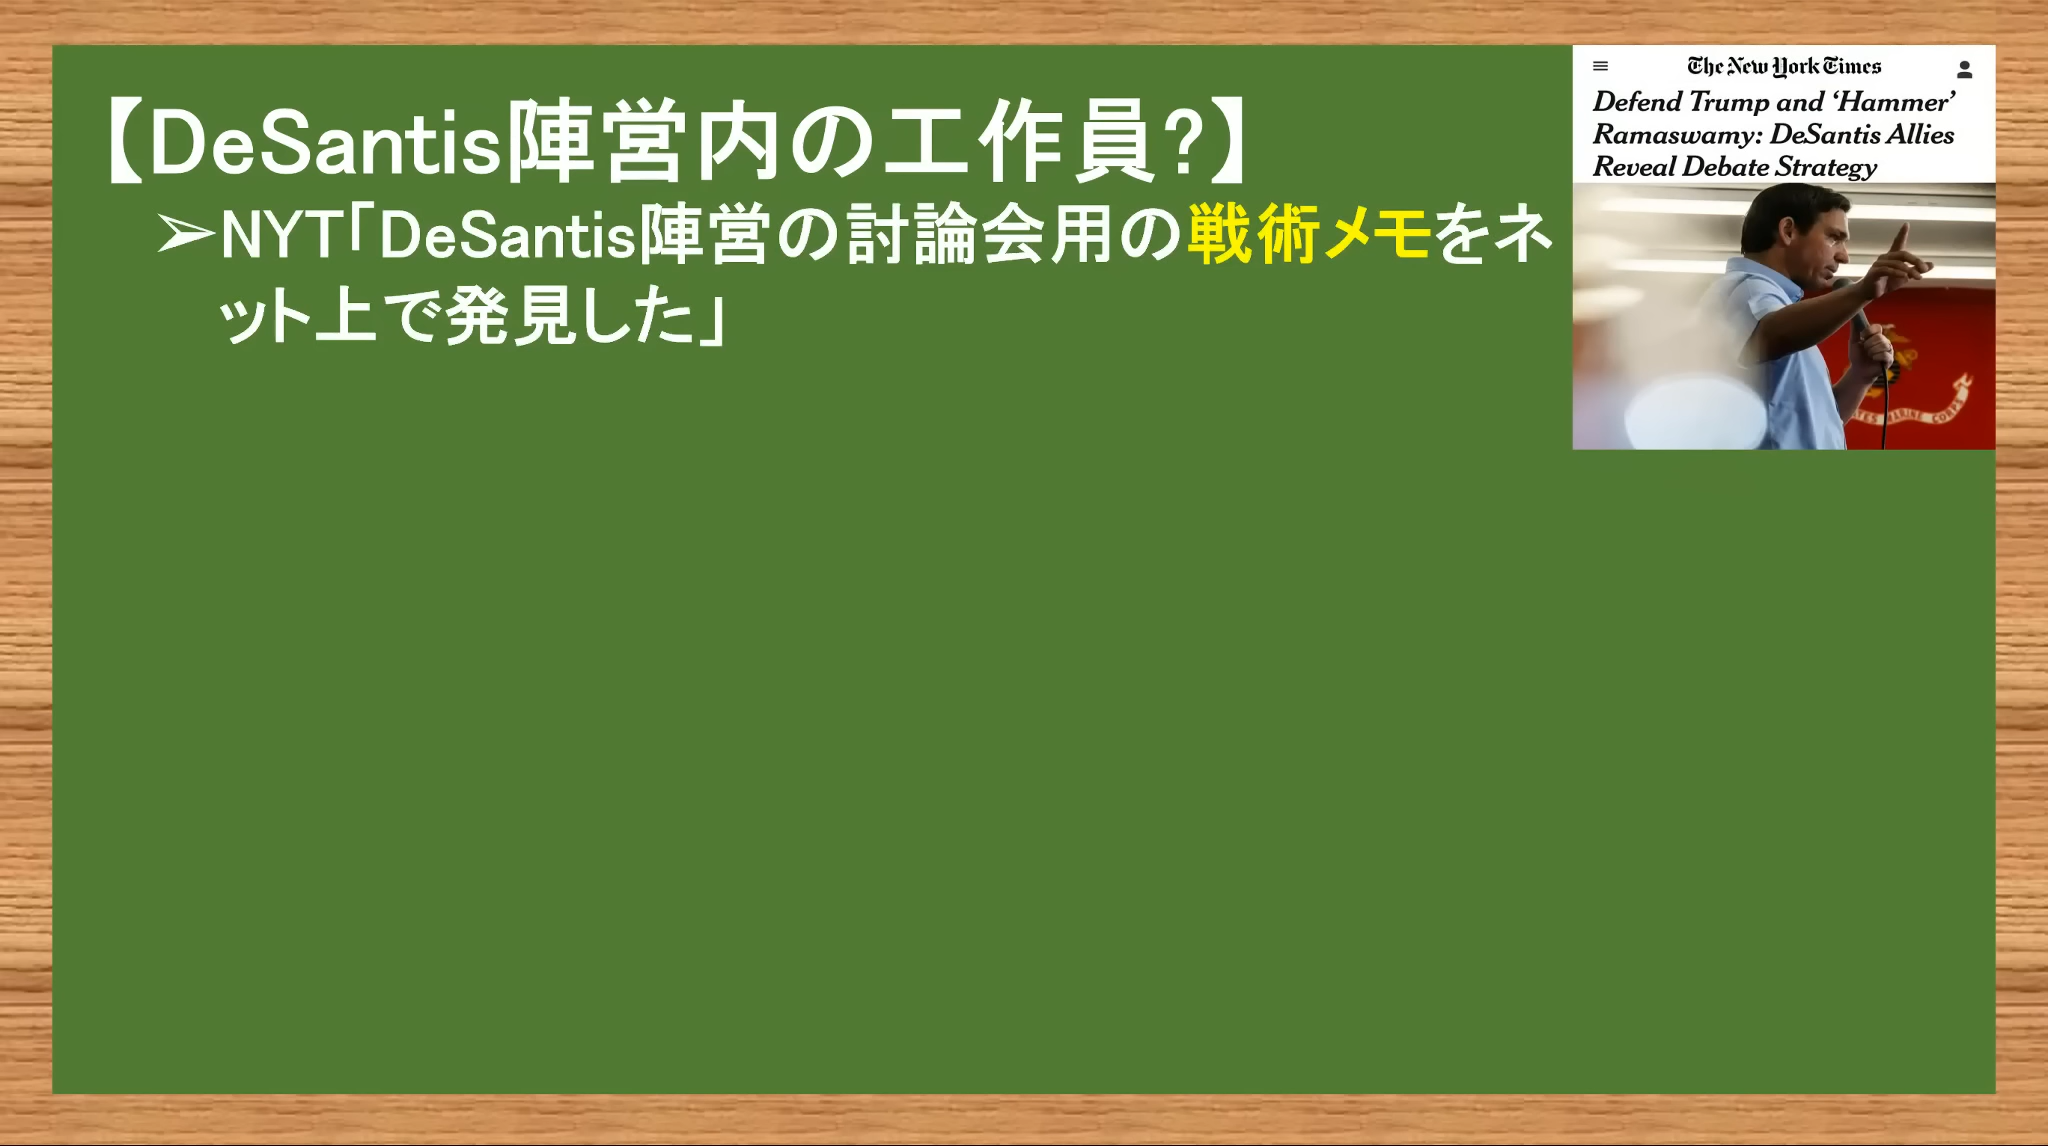 【DeSantis陣営内の工作員?】
➢NYT「DeSantis陣営の討論会用の戦術メモをネ
ット上で発見した」
The New York Times
Defend Trump and ‘Hammer’
Ramaswamy: DeSantis Allies
Reveal Debate Strategy
MARINE CORPS